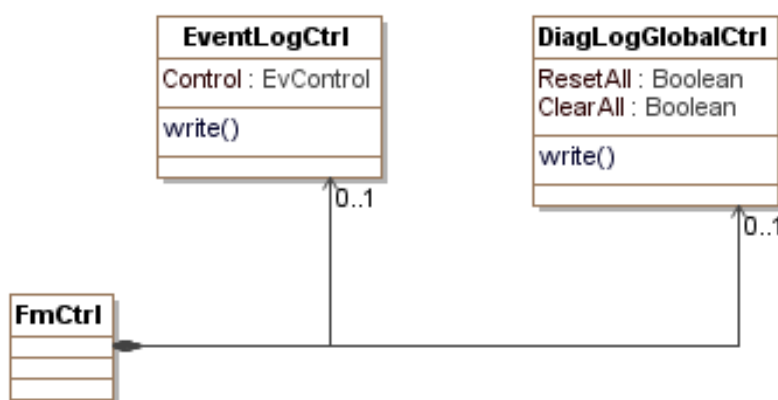 EventLogCtrl
Control : EvControl
write()
0..1
DiagLogGlobalCtrl
ResetAll : Boolean
ClearAll : Boolean
write()
0..1
FmCtrl